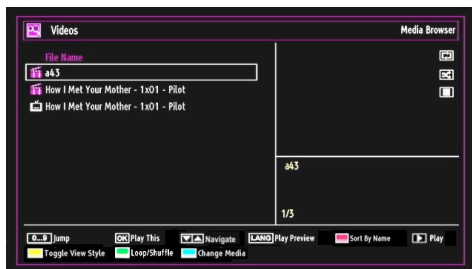 Videos
Media Browser
File Name
a43
How I Met Your Mother - 1x01 - Pilot
How I Met Your Mother - 1x01 - Pilot
a43
1/3
0...9 Jump OK Play This Navigate LANG Play Preview Sort By Name Play
Toggle View Style Loop/Shuffle Change Media